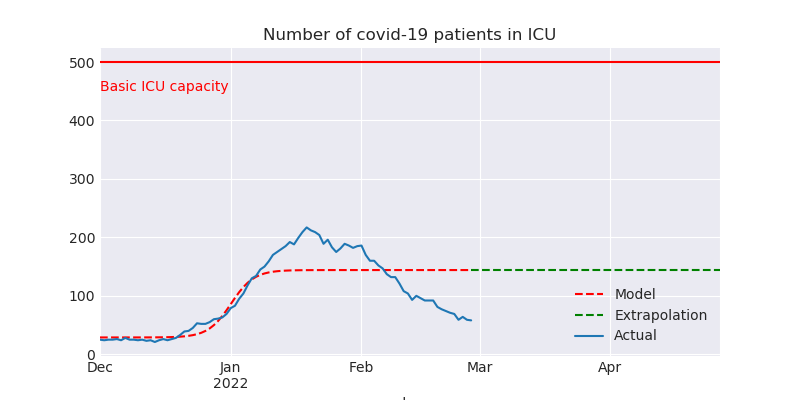 Number of covid-19 patients in ICU
500
Basic ICU capacity
400
300
200
100
0
Model
Extrapolation
Actual
Dec
Jan
2022
Feb
Mar
Apr